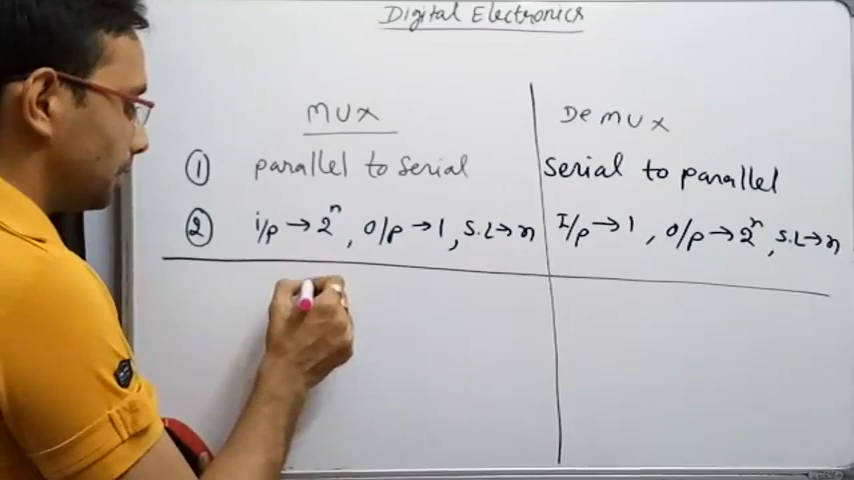 Digital Electronics
MUX
DeMUX
① parallel to Serial
Serial to parallel
② i/p → 2ⁿ, O/p → 1, S.L → n
I/p → 1, O/p → 2ⁿ, S.L → n